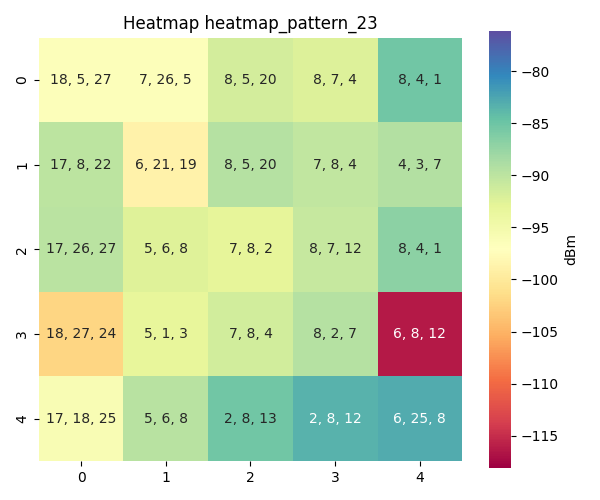 Heatmap heatmap_pattern_23
0 18, 5, 27 7, 26, 5 8, 5, 20 8, 7, 4 8, 4, 1
1 17, 8, 22 6, 21, 19 8, 5, 20 7, 8, 4 4, 3, 7
2 17, 26, 27 5, 6, 8 7, 8, 2 8, 7, 12 8, 4, 1
3 18, 27, 24 5, 1, 3 7, 8, 4 8, 2, 7 6, 8, 12
4 17, 18, 25 5, 6, 8 2, 8, 13 2, 8, 12 6, 25, 8
0 1 2 3 4
−80
−85
−90
−95
−100
−105
−110
−115
dBm